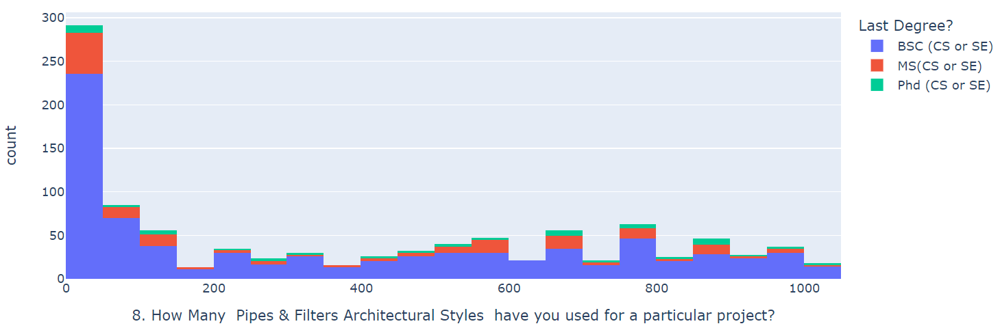 300
250
200
150
100
50
0
count
0 200 400 600 800 1000
8. How Many  Pipes & Filters Architectural Styles  have you used for a particular project?
Last Degree?
BSC (CS or SE)
MS(CS or SE)
Phd (CS or SE)